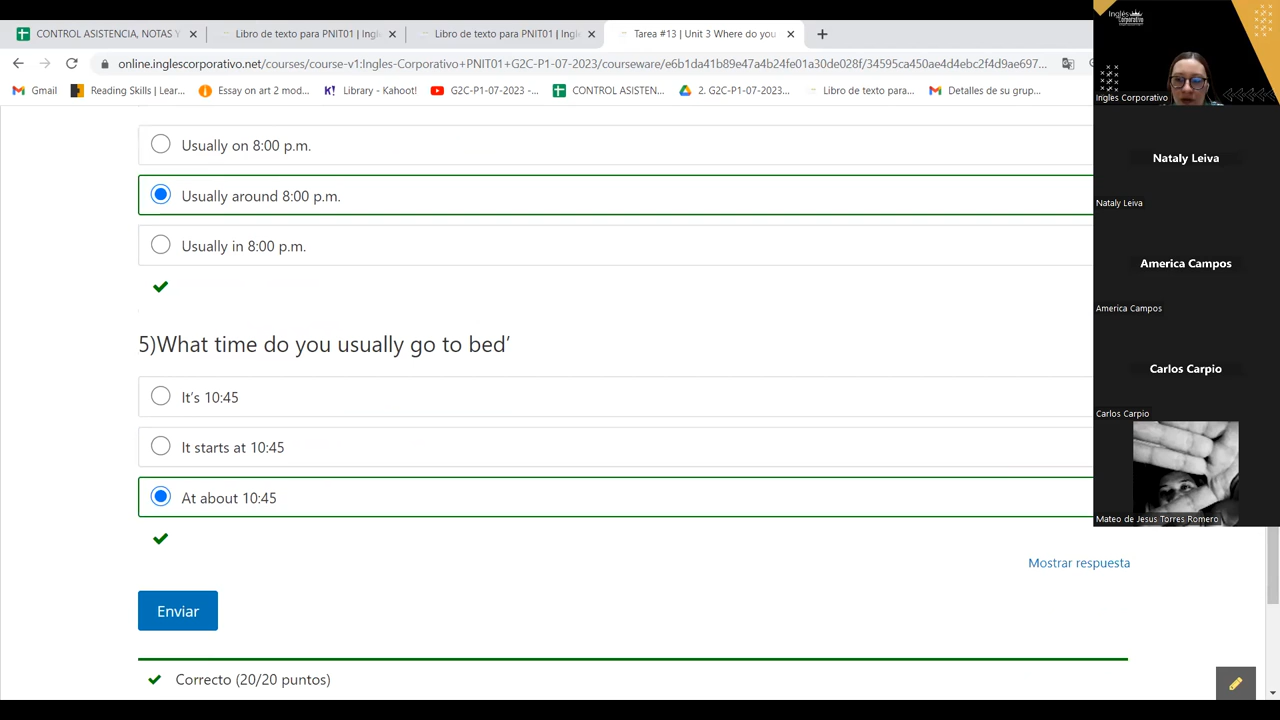 CONTROL ASISTENCIA, NOTAS Y
Libro de texto para PNIT01 | Ingl
Libro de texto para PNIT01 | Ingl
Tarea #13 | Unit 3 Where do you
online.inglescorporativo.net/courses/course-v1:Ingles-Corporativo+PNIT01+G2C-P1-07-2023/courseware/e6b1da41b89e47a4b24fe01a30de028f/34595ca450ae4d4ebc2f4d9ae697...
Gmail
Reading Skills | Lear...
Essay on art 2 mod...
Library - Kahoot!
G2C-P1-07-2023 -...
CONTROL ASISTEN...
2. G2C-P1-07-2023...
Libro de texto para...
Detalles de su grup...
Usually on 8:00 p.m.
Usually around 8:00 p.m.
Usually in 8:00 p.m.
5)What time do you usually go to bed’
It’s 10:45
It starts at 10:45
At about 10:45
Mostrar respuesta
Enviar
Correcto (20/20 puntos)
Inglés
Corporativo
Ingles Corporativo
Nataly Leiva
Nataly Leiva
America Campos
America Campos
Carlos Carpio
Carlos Carpio
Mateo de Jesus Torres Romero